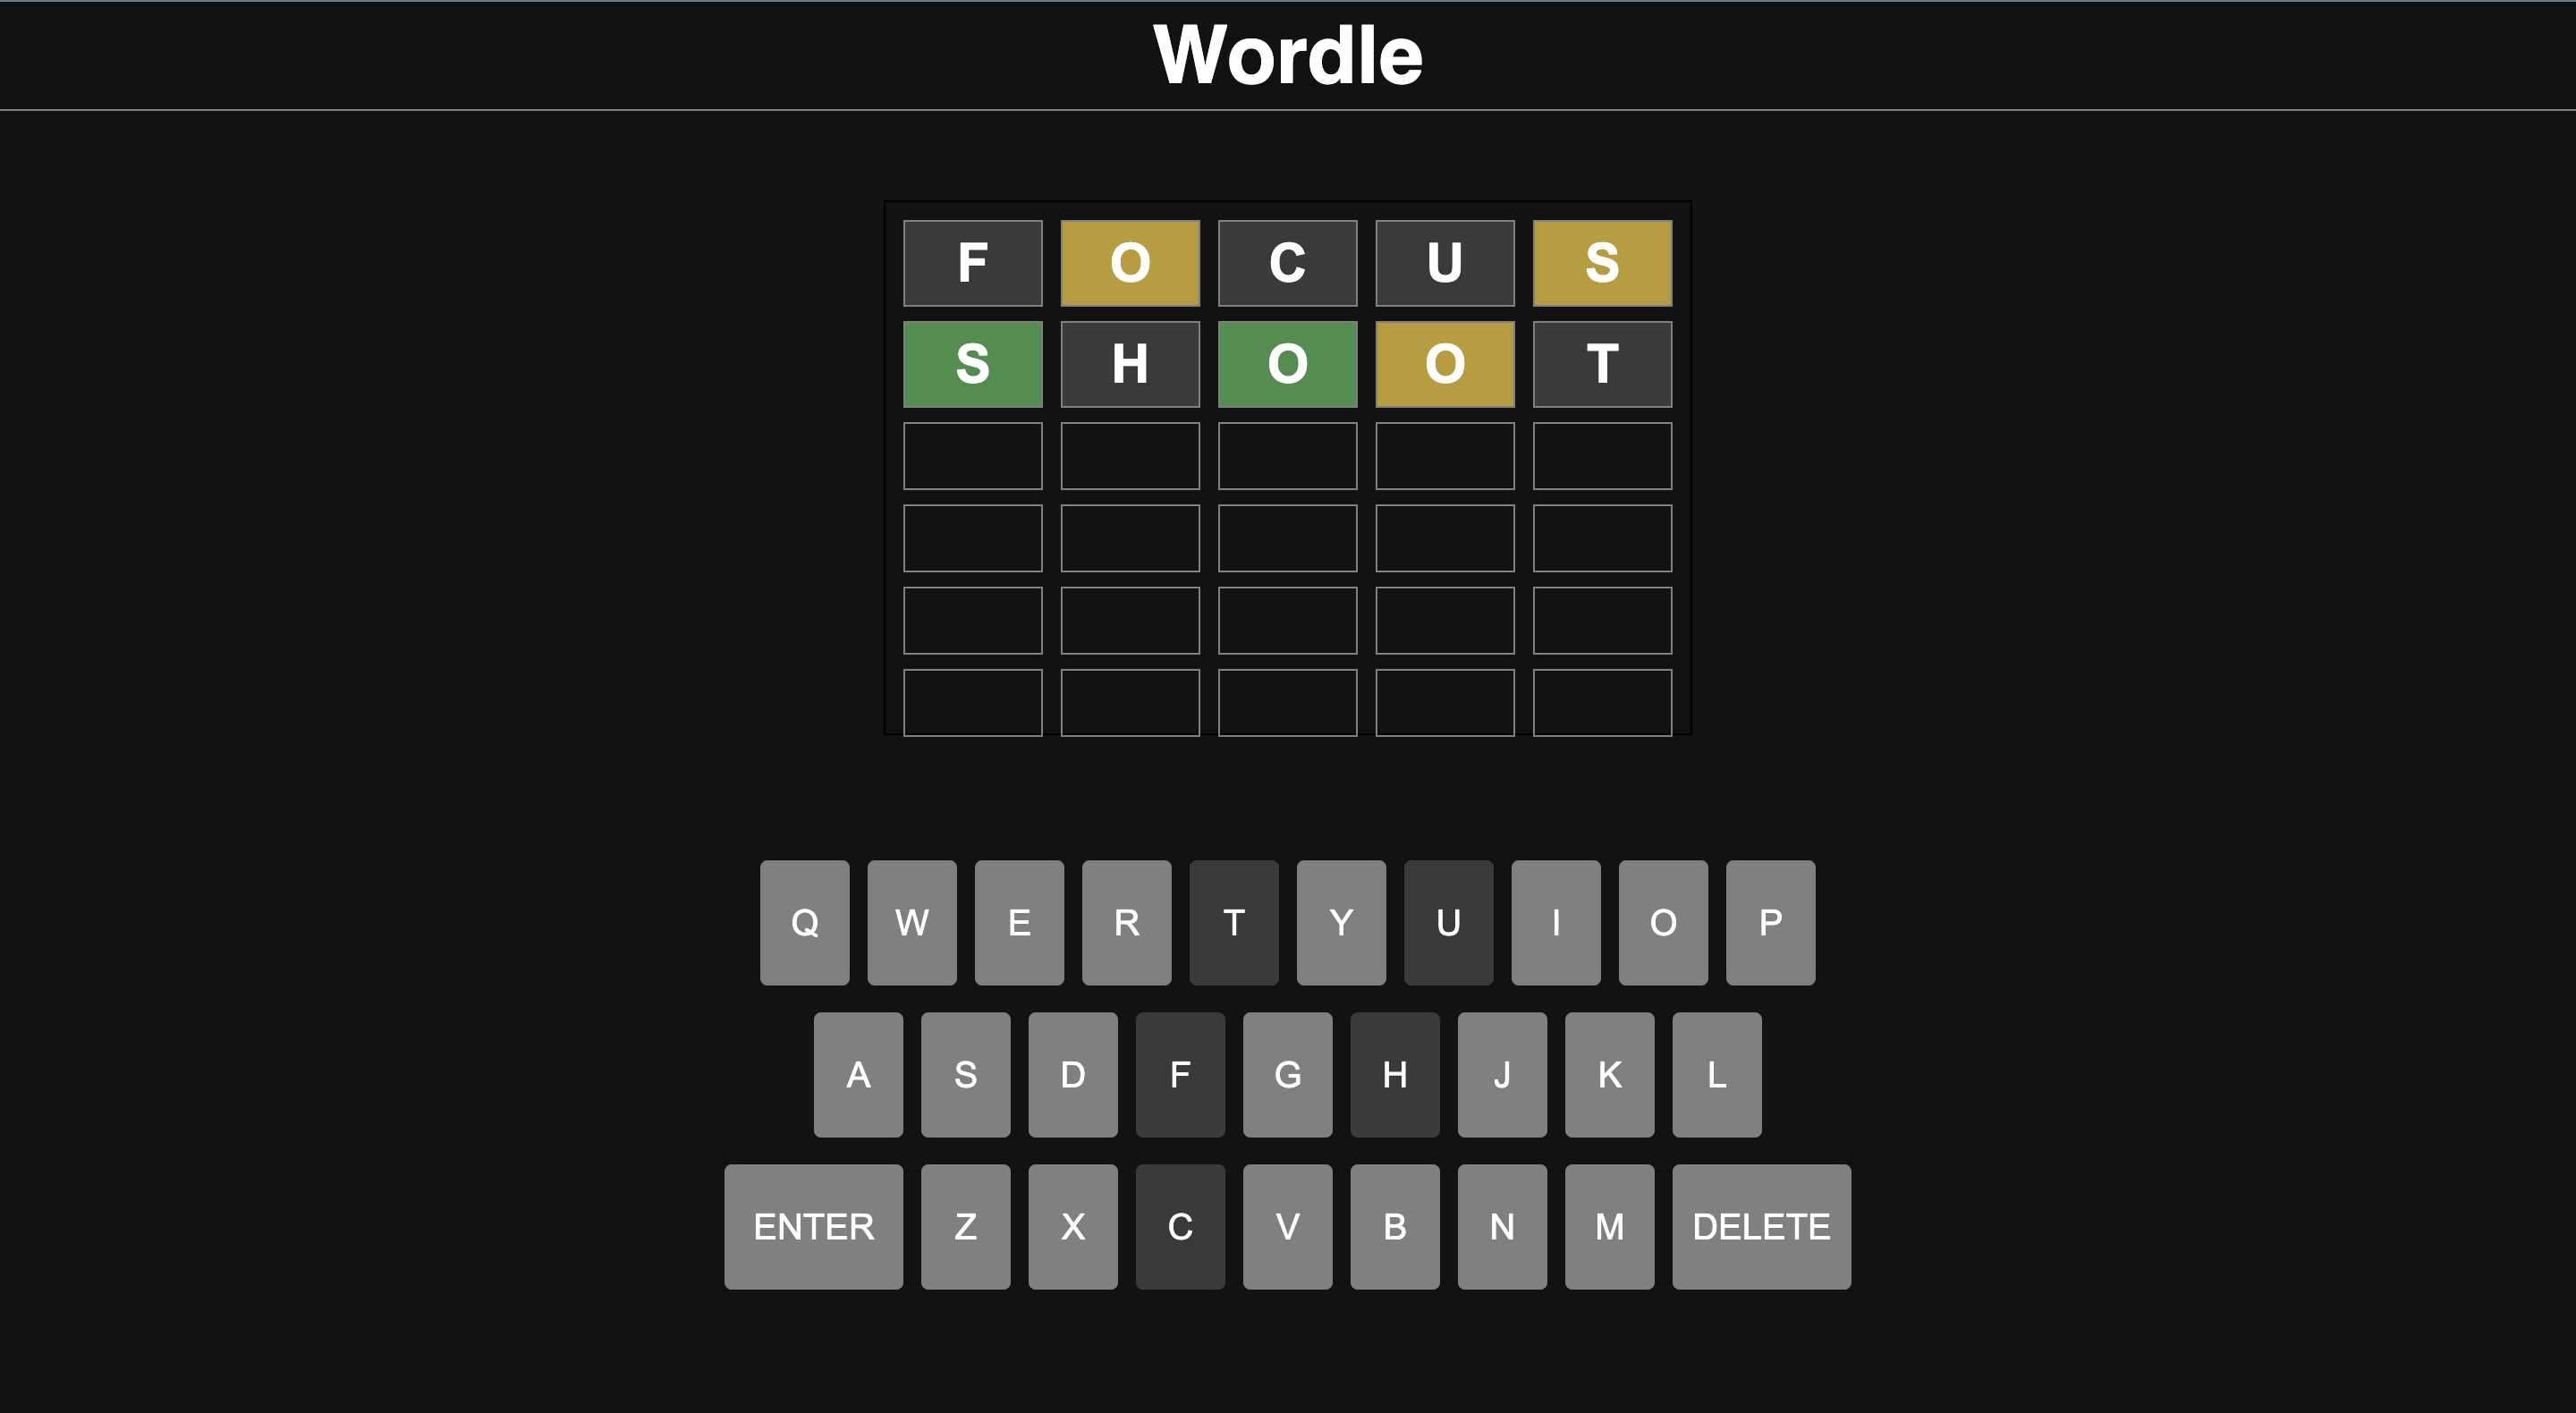 Wordle
F O C U S
S H O O T
Q W E R T Y U I O P
A S D F G H J K L
ENTER Z X C V B N M DELETE